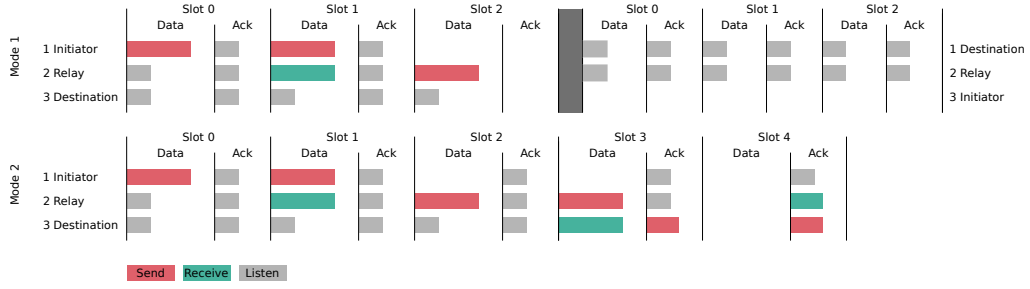 Slot 0 Slot 1 Slot 2 Slot 0 Slot 1 Slot 2
Data Ack Data Ack Data Data Ack Data Ack Data Ack
Mode 1
1 Initiator 1 Destination
2 Relay 2 Relay
3 Destination 3 Initiator
Slot 0 Slot 1 Slot 2 Slot 3 Slot 4
Data Ack Data Ack Data Ack Data Ack Data Ack
Mode 2
1 Initiator
2 Relay
3 Destination
Send Receive Listen